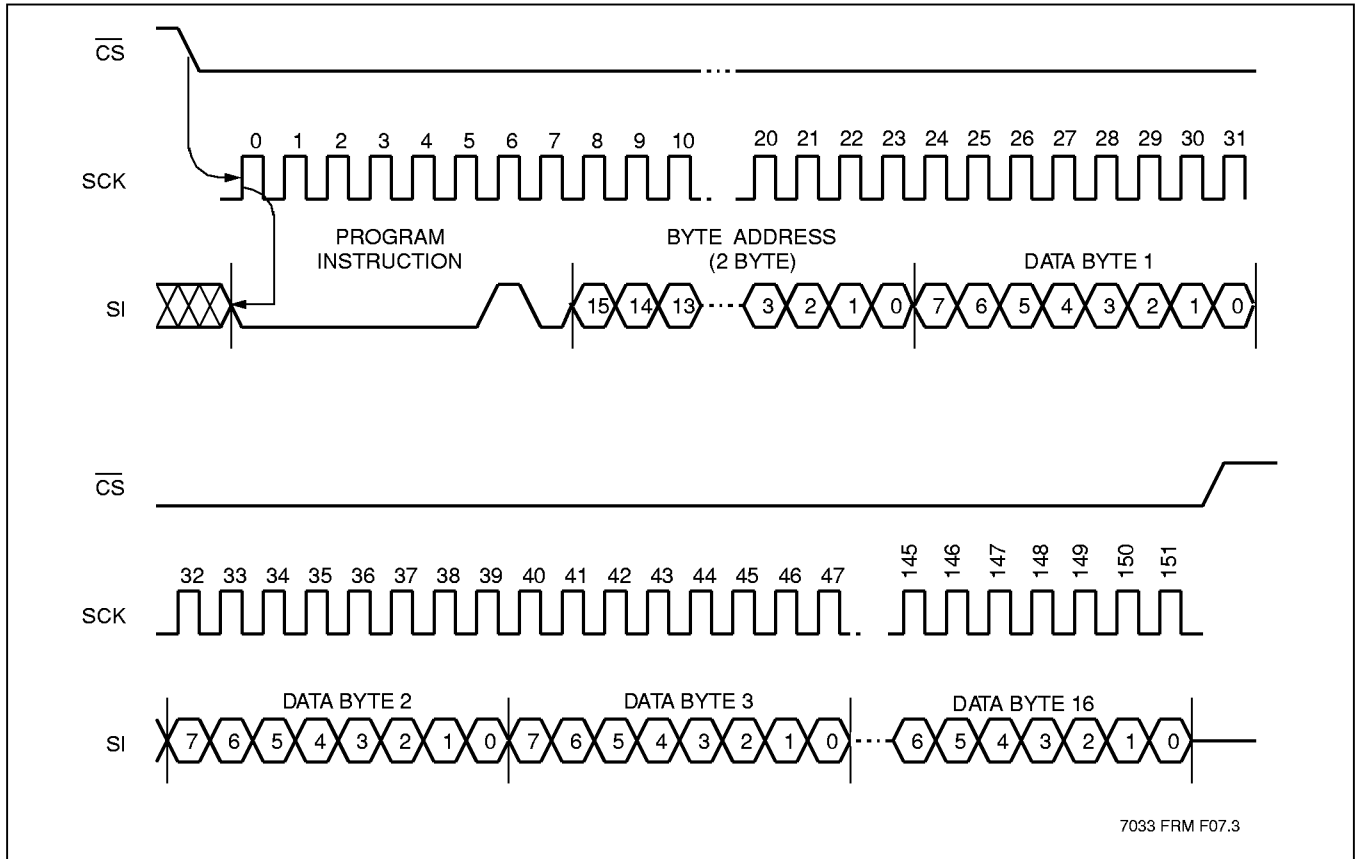 CS
0 1 2 3 4 5 6 7 8 9 10 20 21 22 23 24 25 26 27 28 29 30 31
SCK
PROGRAM
INSTRUCTION
BYTE ADDRESS
(2 BYTE)
DATA BYTE 1
SI
15 14 13 3 2 1 0 7 6 5 4 3 2 1 0
CS
32 33 34 35 36 37 38 39 40 41 42 43 44 45 46 47 145 146 147 148 149 150 151
SCK
DATA BYTE 2
DATA BYTE 3
DATA BYTE 16
SI
7 6 5 4 3 2 1 0 7 6 5 4 3 2 1 0 6 5 4 3 2 1 0
7033 FRM F07.3